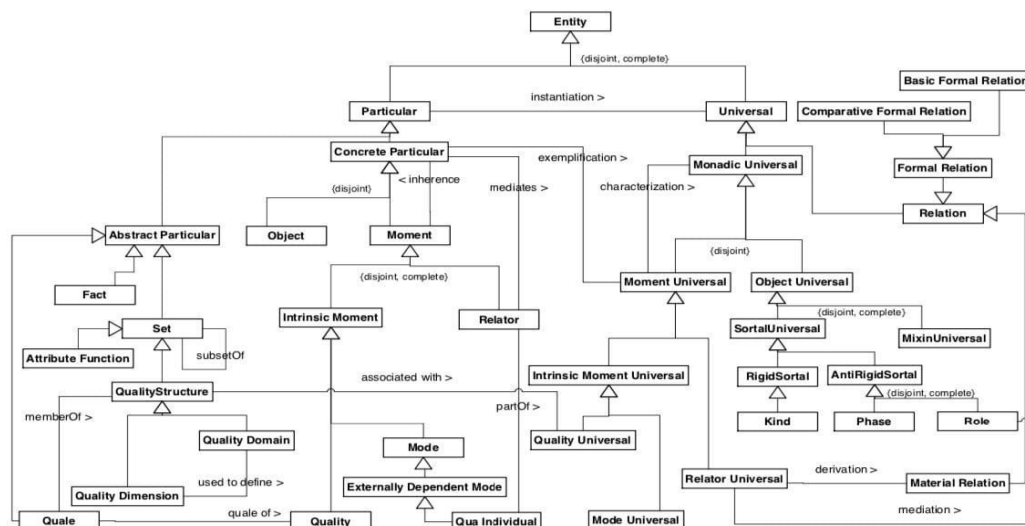 Entity
{disjoint, complete}
Basic Formal Relation
instantiation >
Particular
Universal
Comparative Formal Relation
Concrete Particular
exemplification >
Monadic Universal
Formal Relation
< inherence
{disjoint}
mediates >
characterization >
Abstract Particular
Object
Moment
Relation
{disjoint}
{disjoint, complete}
Moment Universal
Object Universal
Fact
Intrinsic Moment
Relator
{disjoint, complete}
Set
SortalUniversal
MixinUniversal
Attribute Function
subsetOf
associated with >
Intrinsic Moment Universal
RigidSortal
AntiRigidSortal
QualityStructure
{disjoint, complete}
memberOf >
partOf >
Kind
Phase
Role
Quality Domain
Mode
Quality Universal
used to define >
derivation >
Quality Dimension
Externally Dependent Mode
Relator Universal
Material Relation
quale of >
mediation >
Quale
Quality
Qua Individual
Mode Universal